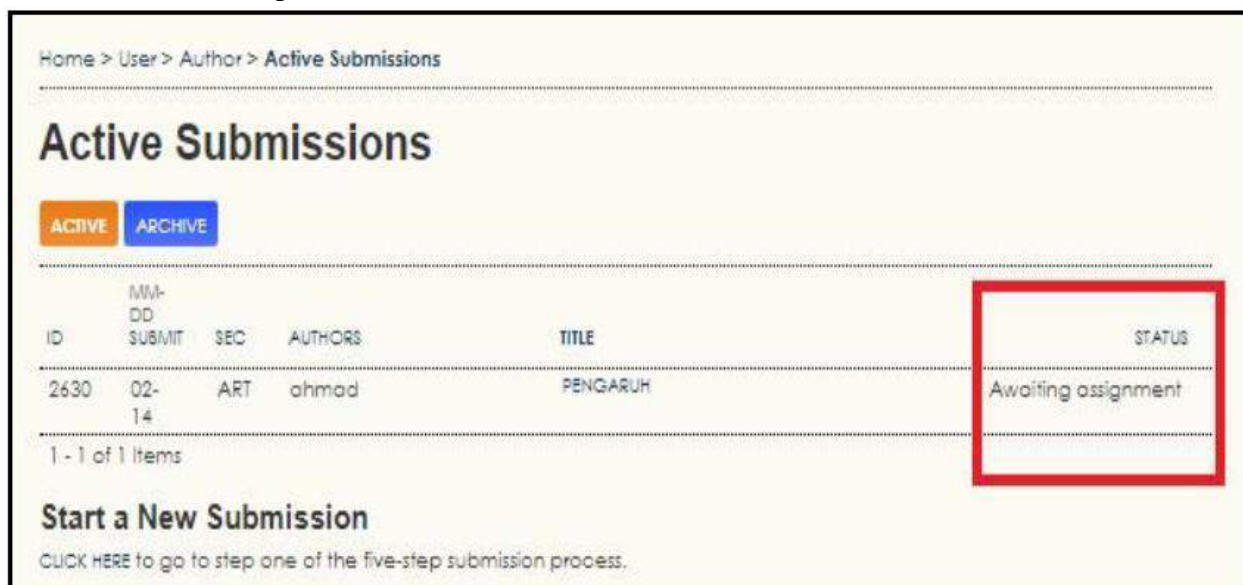 Home > User > Author > Active Submissions
Active Submissions
ACTIVE ARCHIVE
MM-
DD
ID SUBMIT SEC AUTHORS TITLE STATUS
2630 02- ART ahmad PENGARUH Awaiting assignment
14
1 - 1 of 1 Items
Start a New Submission
CLICK HERE to go to step one of the five-step submission process.